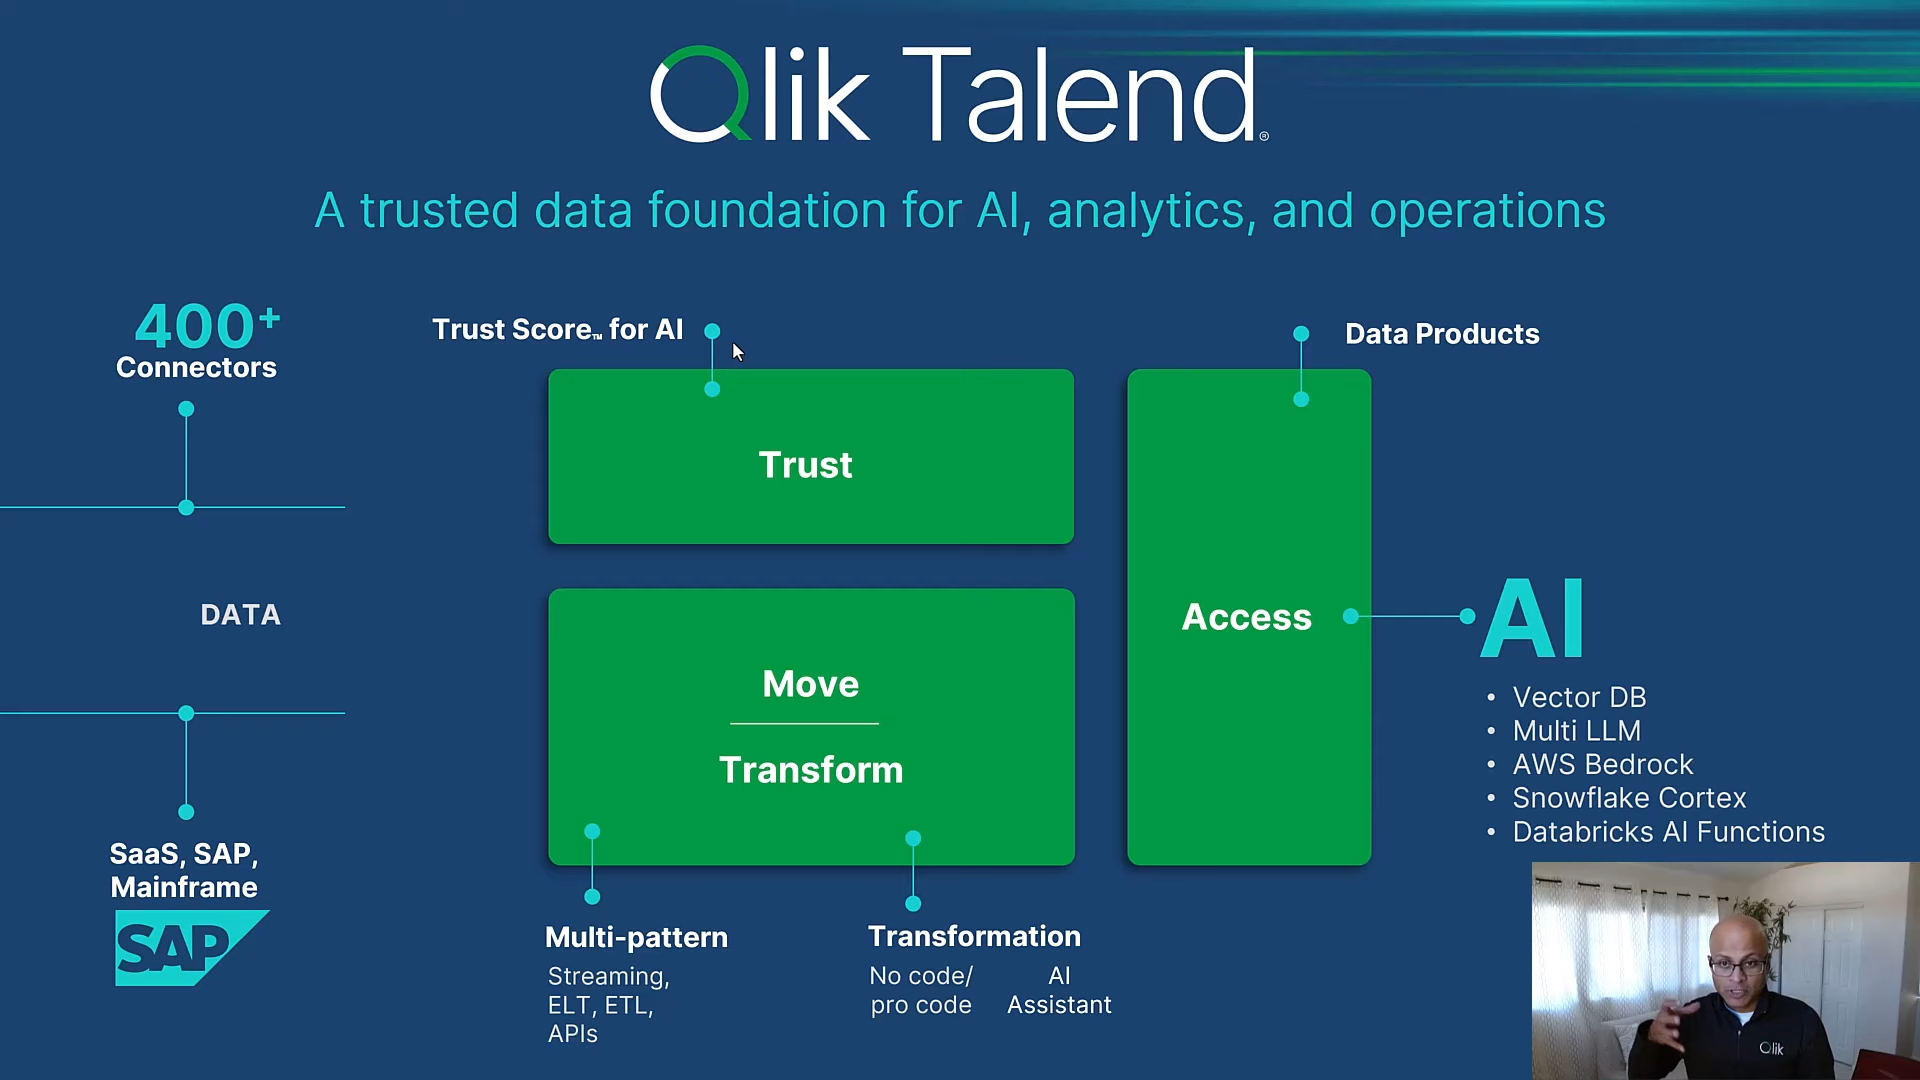 Qlik Talend®
A trusted data foundation for AI, analytics, and operations
400+
Connectors
DATA
SaaS, SAP,
Mainframe
SAP
Trust Score™ for AI
Trust
Move
Transform
Multi-pattern
Streaming,
ELT, ETL,
APIs
Transformation
No code/
pro code
AI
Assistant
Data Products
Access
AI
• Vector DB
• Multi LLM
• AWS Bedrock
• Snowflake Cortex
• Databricks AI Functions
Qlik